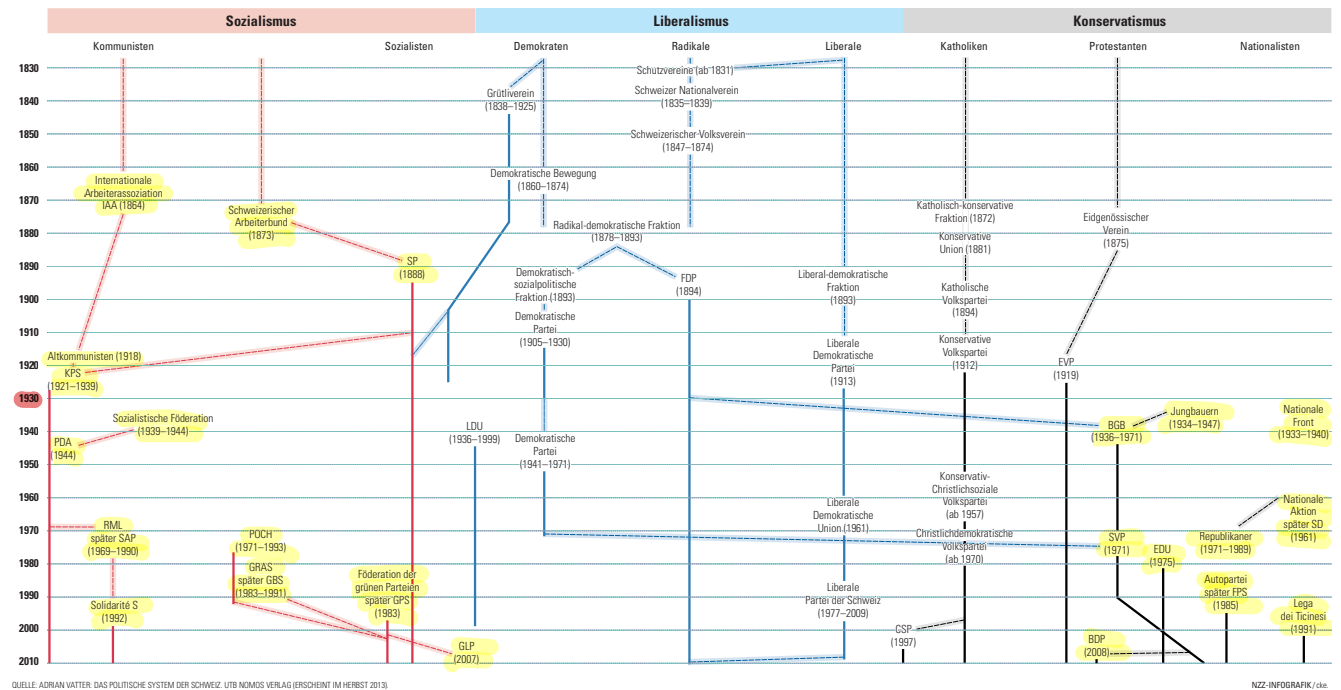 Sozialismus
Liberalismus
Konservatismus
Kommunisten
Sozialisten
Demokraten
Radikale
Liberale
Katholiken
Protestanten
Nationalisten
1830
1840
1850
1860
1870
1880
1890
1900
1910
1920
1930
1940
1950
1960
1970
1980
1990
2000
2010
Internationale
Arbeiterassoziation
IAA (1864)
Altkommunisten (1918)
KPS
(1921–1939)
Sozialistische Föderation
(1939–1944)
PDA
(1944)
RML
später SAP
(1969–1990)
Solidarité S
(1992)
Schweizerischer
Arbeiterbund
(1873)
POCH
(1971–1993)
GRAS
später GBS
(1983–1991)
SP
(1888)
Föderation der
grünen Parteien
später GPS
(1983)
GLP
(2007)
LDU
(1936–1999)
Grütliverein
(1838–1925)
Demokratische Bewegung
(1860–1874)
Radikal-demokratische Fraktion
(1878–1893)
Demokratisch-
sozialpolitische
Fraktion (1893)
Demokratische
Partei
(1905–1930)
Demokratische
Partei
(1941–1971)
Schutzvereine (ab 1831)
Schweizer Nationalverein
(1835–1839)
Schweizerischer Volksverein
(1847–1874)
FDP
(1894)
Liberal-demokratische
Fraktion
(1893)
Liberale
Demokratische
Partei
(1913)
Liberale
Demokratische
Union (1961)
Liberale
Partei der Schweiz
(1977–2009)
Katholisch-konservative
Fraktion (1872)
Konservative
Union (1881)
Katholische
Volkspartei
(1894)
Konservative
Volkspartei
(1912)
Konservativ-
Christlichsoziale
Volkspartei
(ab 1957)
Christlichdemokratische
Volkspartei
(ab 1970)
CSP
(1997)
Eidgenössischer
Verein
(1875)
EVP
(1919)
BGB
(1936–1971)
Jungbauern
(1934–1947)
SVP
(1971)
EDU
(1975)
BDP
(2008)
Nationale
Front
(1933–1940)
Nationale
Aktion
später SD
(1961)
Republikaner
(1971–1989)
Autopartei
später FPS
(1985)
Lega
dei Ticinesi
(1991)
QUELLE: ADRIAN VATTER: DAS POLITISCHE SYSTEM DER SCHWEIZ. UTB NOMOS VERLAG (ERSCHEINT IM HERBST 2013).
NZZ-INFOGRAFIK / cke.